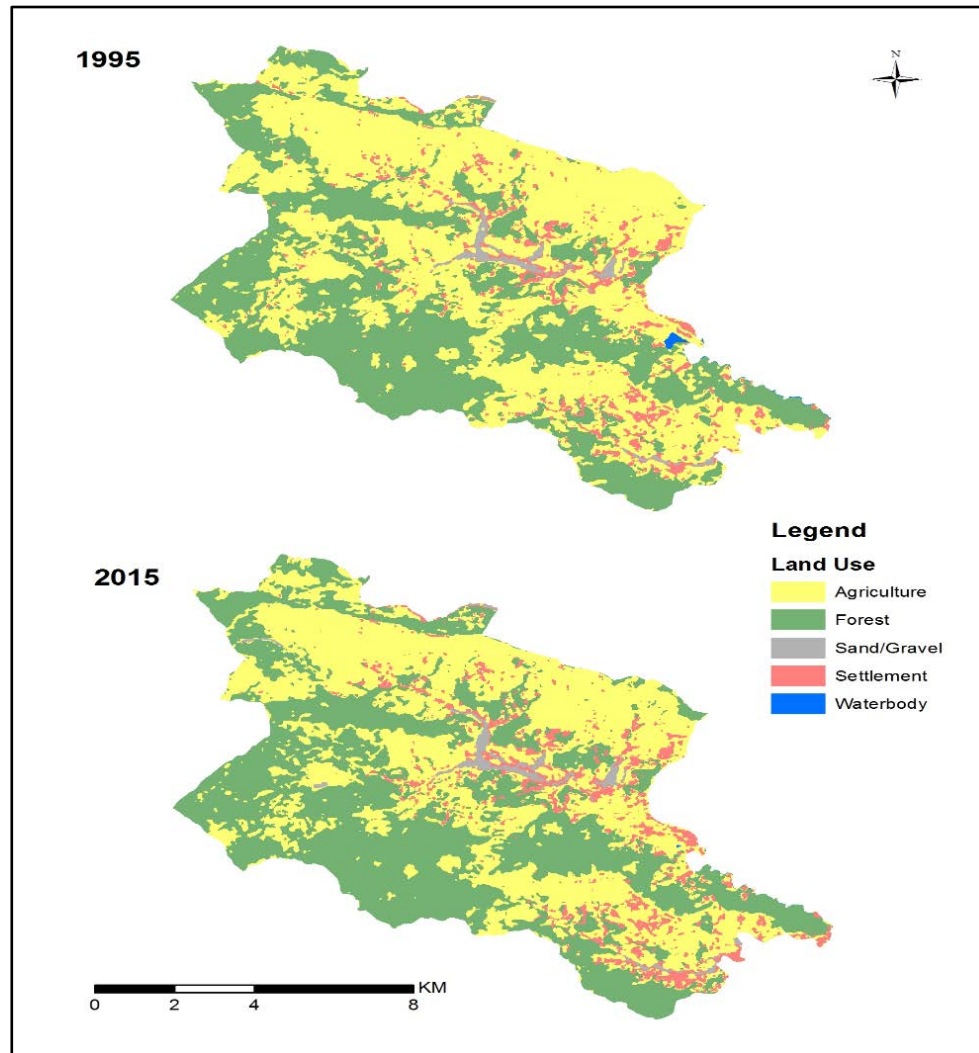 1995
N
2015
Legend
Land Use
Agriculture
Forest
Sand/Gravel
Settlement
Waterbody
KM
0 2 4 8